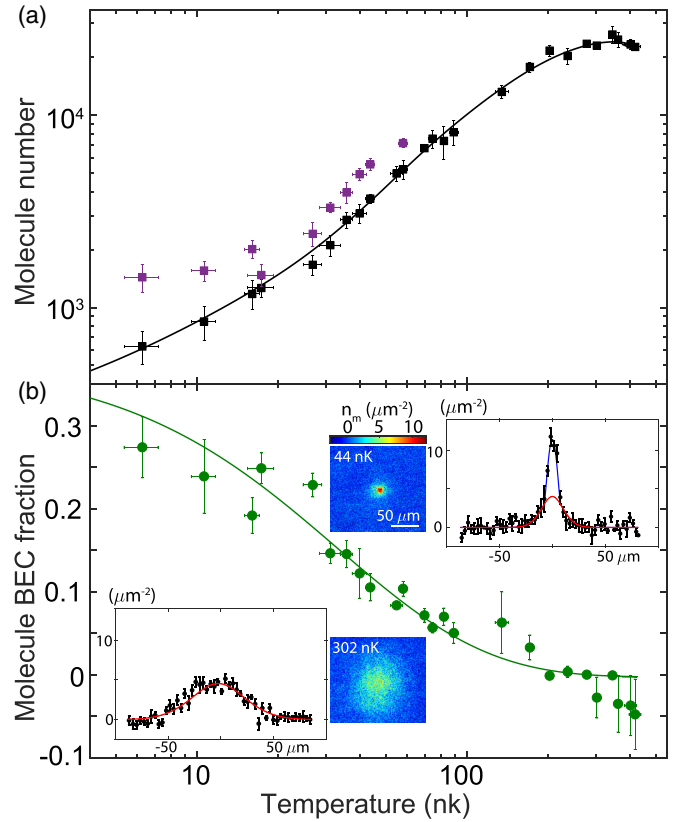 (a)
Molecule number
10⁴
10³
(b)
Molecule BEC fraction
0.3
0.2
0.1
0
-0.1
nₘ (μm⁻²)
0 5 10
44 nK
50 μm
(μm⁻²)
10
0
-50 50 μm
(μm⁻²)
10
0
-50 50 μm
302 nK
10 100
Temperature (nk)